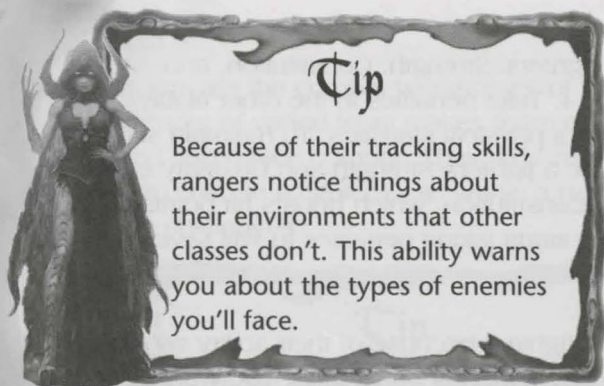 Tip
Because of their tracking skills,
rangers notice things about
their environments that other
classes don't. This ability warns
you about the types of enemies
you'll face.